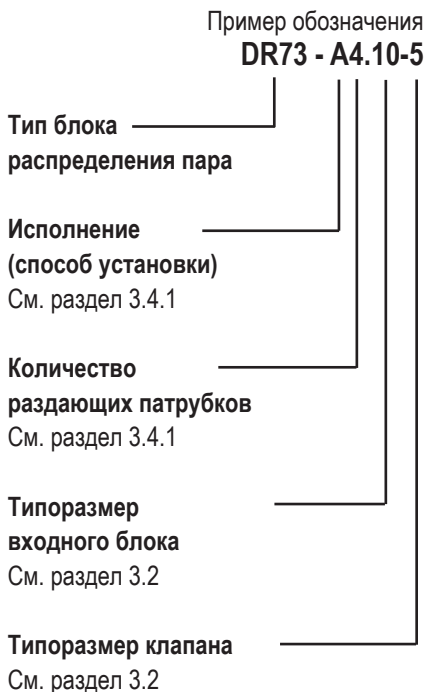 Пример обозначения
DR73 - A4.10-5
Тип блока
распределения пара
Исполнение
(способ установки)
См. раздел 3.4.1
Количество
раздающих патрубков
См. раздел 3.4.1
Типоразмер
входного блока
См. раздел 3.2
Типоразмер клапана
См. раздел 3.2